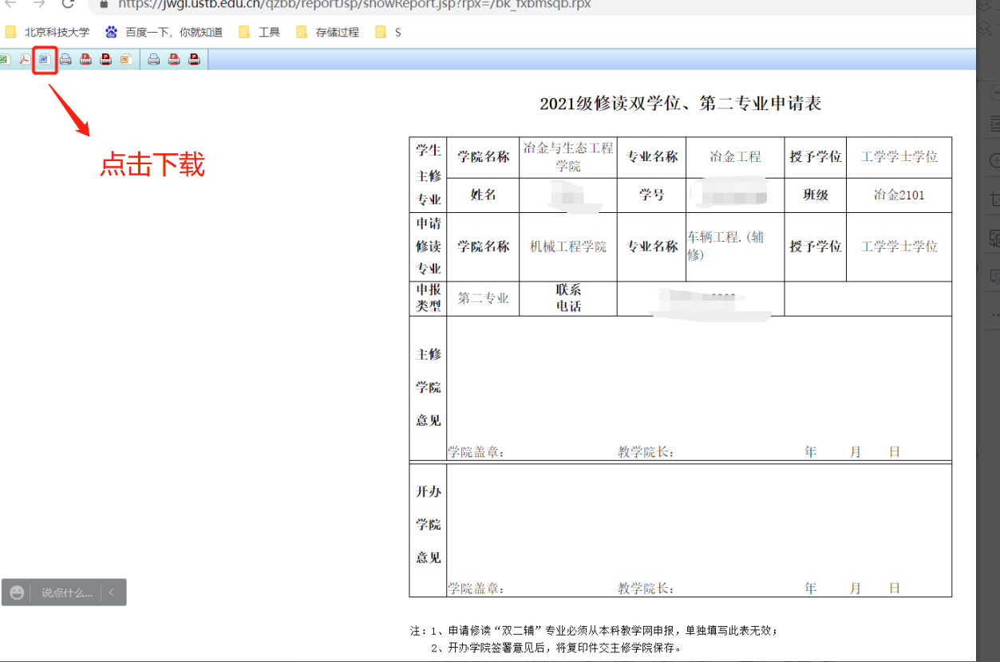 https://jwgl.ustb.edu.cn/qzbb/reportJsp/showReport.jsp?rpx=/bk_fxbmsqb.rpx
北京科技大学 百度一下，你就知道 工具 存储过程 S
点击下载
2021级修读双学位、第二专业申请表
学生主修专业 学院名称 冶金与生态工程学院 专业名称 冶金工程 授予学位 工学学士学位
姓名 学号 班级 冶金2101
申请修读专业 学院名称 机械工程学院 专业名称 车辆工程.(辅修) 授予学位 工学学士学位
申报类型 第二专业 联系电话
主修学院意见
学院盖章： 教学院长： 年 月 日
开办学院意见
学院盖章： 教学院长： 年 月 日
说点什么...
注：1、申请修读“双二辅”专业必须从本科教学网申报，单独填写此表无效；
2、开办学院签署意见后，将复印件交主修学院保存。